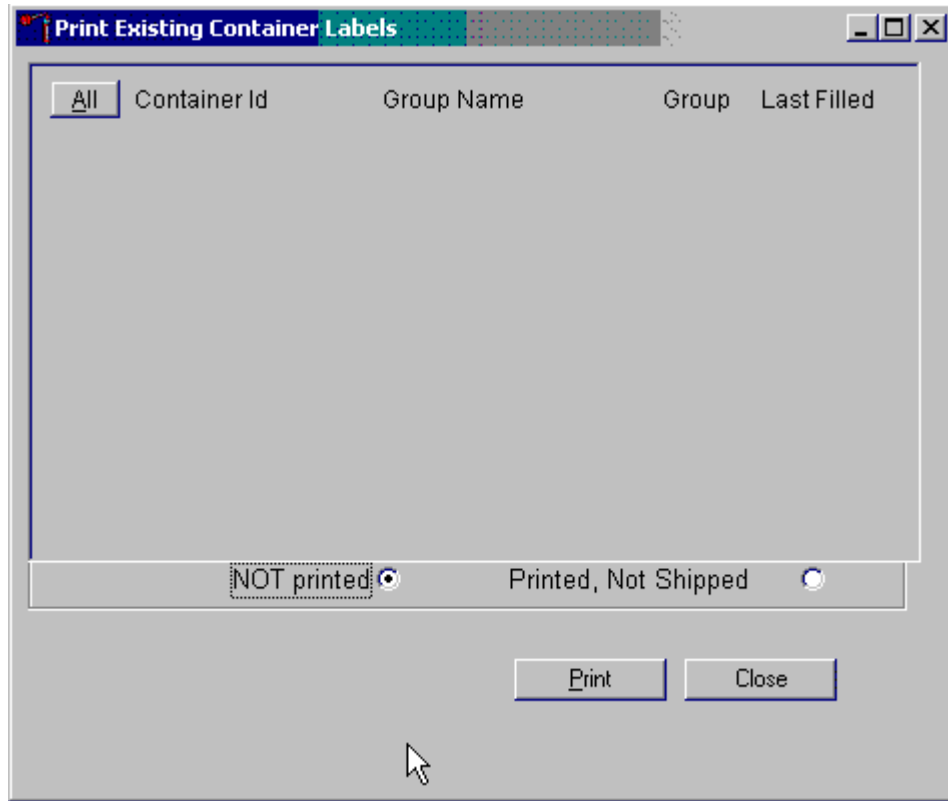 Print Existing Container Labels
All Container Id Group Name Group Last Filled
NOT printed Printed, Not Shipped
Print Close